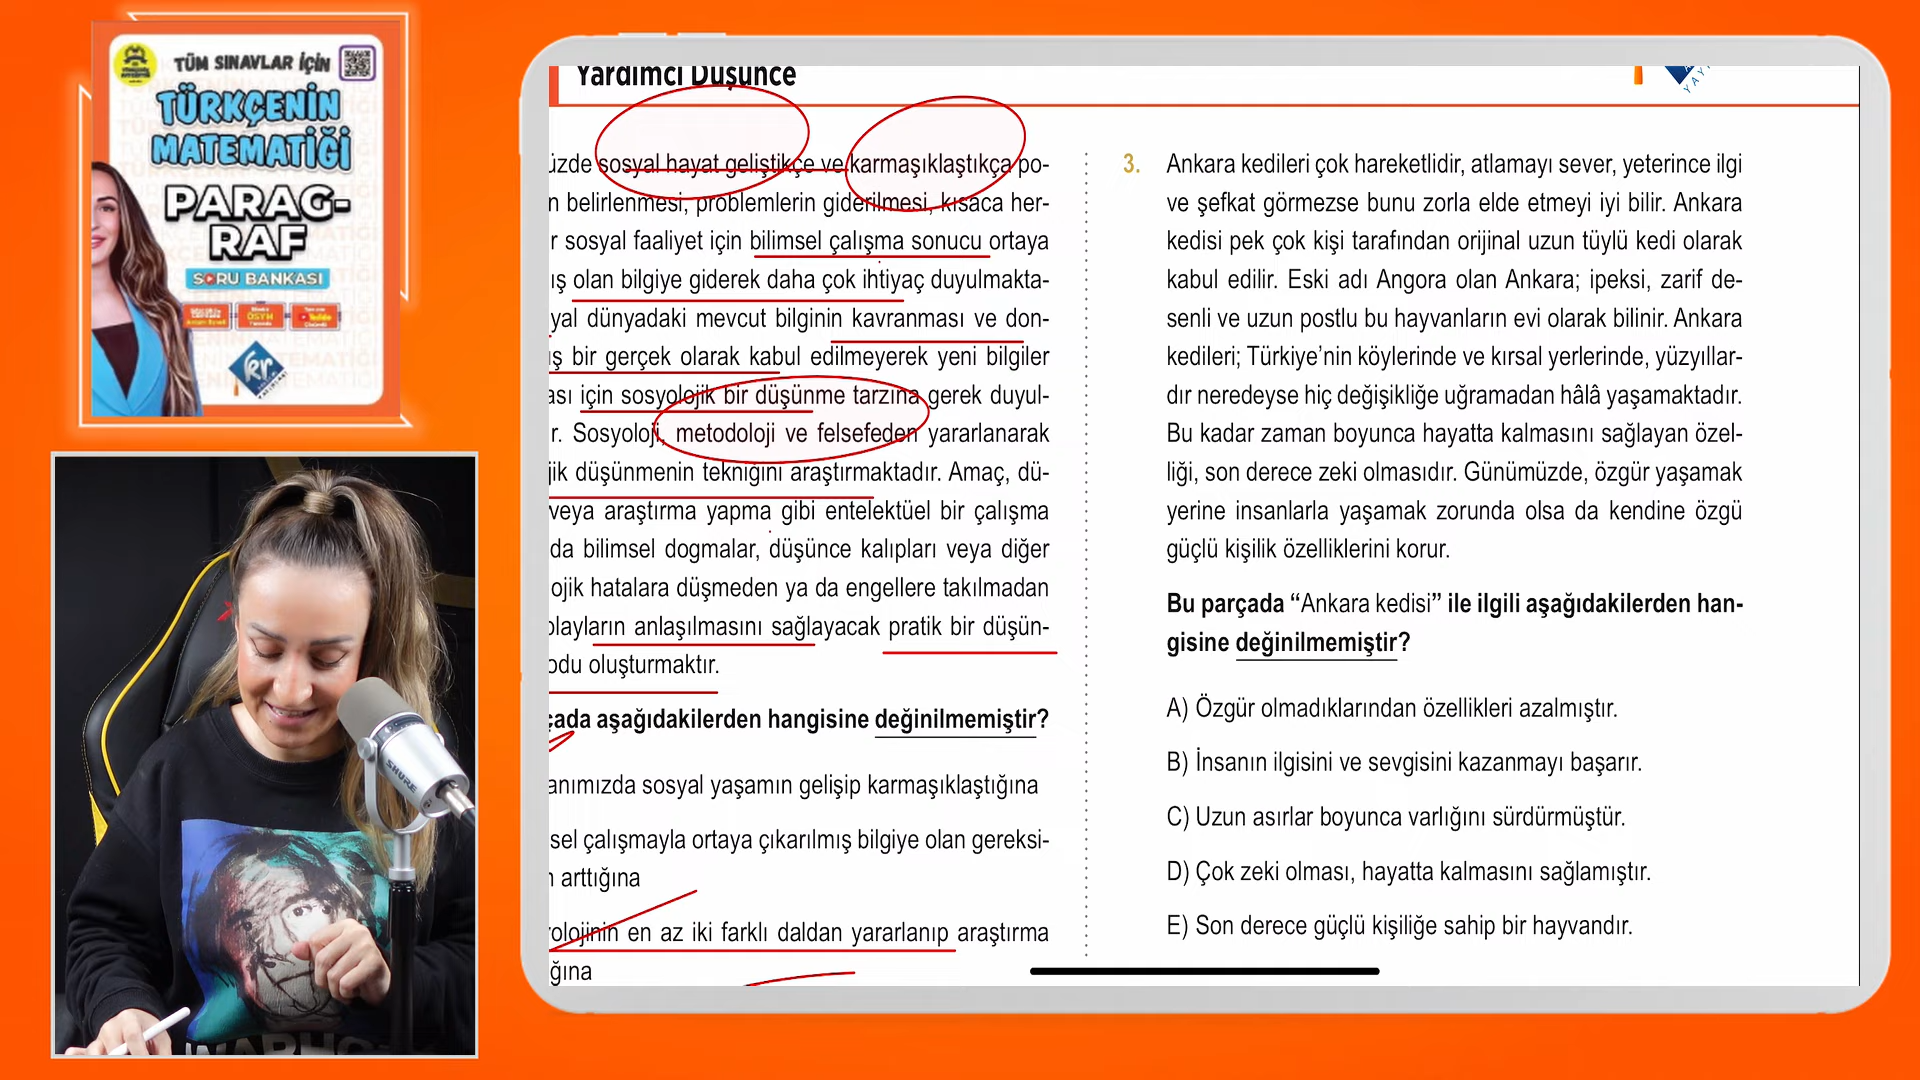 TÜM SINAVLAR İÇİN
TÜRKÇENİN
MATEMATİĞİ
PARAG-
RAF
SORU BANKASI
ÖSYM
SHURE
Yardımcı Düşünce
üzde sosyal hayat geliştikçe ve karmaşıklaştıkça po-
n belirlenmesi, problemlerin giderilmesi, kısaca her-
r sosyal faaliyet için bilimsel çalışma sonucu ortaya
ış olan bilgiye giderek daha çok ihtiyaç duyulmakta-
yal dünyadaki mevcut bilginin kavranması ve don-
ış bir gerçek olarak kabul edilmeyerek yeni bilgiler
ası için sosyolojik bir düşünme tarzına gerek duyul-
r. Sosyoloji, metodoloji ve felsefeden yararlanarak
jik düşünmenin tekniğini araştırmaktadır. Amaç, dü-
veya araştırma yapma gibi entelektüel bir çalışma
da bilimsel dogmalar, düşünce kalıpları veya diğer
ojik hatalara düşmeden ya da engellere takılmadan
olayların anlaşılmasını sağlayacak pratik bir düşün-
odu oluşturmaktır.
çada aşağıdakilerden hangisine değinilmemiştir?
anımızda sosyal yaşamın gelişip karmaşıklaştığına
sel çalışmayla ortaya çıkarılmış bilgiye olan gereksi-
n arttığına
olojinin en az iki farklı daldan yararlanıp araştırma
ğına
3. Ankara kedileri çok hareketlidir, atlamayı sever, yeterince ilgi
ve şefkat görmezse bunu zorla elde etmeyi iyi bilir. Ankara
kedisi pek çok kişi tarafından orijinal uzun tüylü kedi olarak
kabul edilir. Eski adı Angora olan Ankara; ipeksi, zarif de-
senli ve uzun postlu bu hayvanların evi olarak bilinir. Ankara
kedileri; Türkiye’nin köylerinde ve kırsal yerlerinde, yüzyıllar-
dır neredeyse hiç değişikliğe uğramadan hâlâ yaşamaktadır.
Bu kadar zaman boyunca hayatta kalmasını sağlayan özel-
liği, son derece zeki olmasıdır. Günümüzde, özgür yaşamak
yerine insanlarla yaşamak zorunda olsa da kendine özgü
güçlü kişilik özelliklerini korur.
Bu parçada “Ankara kedisi” ile ilgili aşağıdakilerden han-
gisine değinilmemiştir?
A) Özgür olmadıklarından özellikleri azalmıştır.
B) İnsanın ilgisini ve sevgisini kazanmayı başarır.
C) Uzun asırlar boyunca varlığını sürdürmüştür.
D) Çok zeki olması, hayatta kalmasını sağlamıştır.
E) Son derece güçlü kişiliğe sahip bir hayvandır.